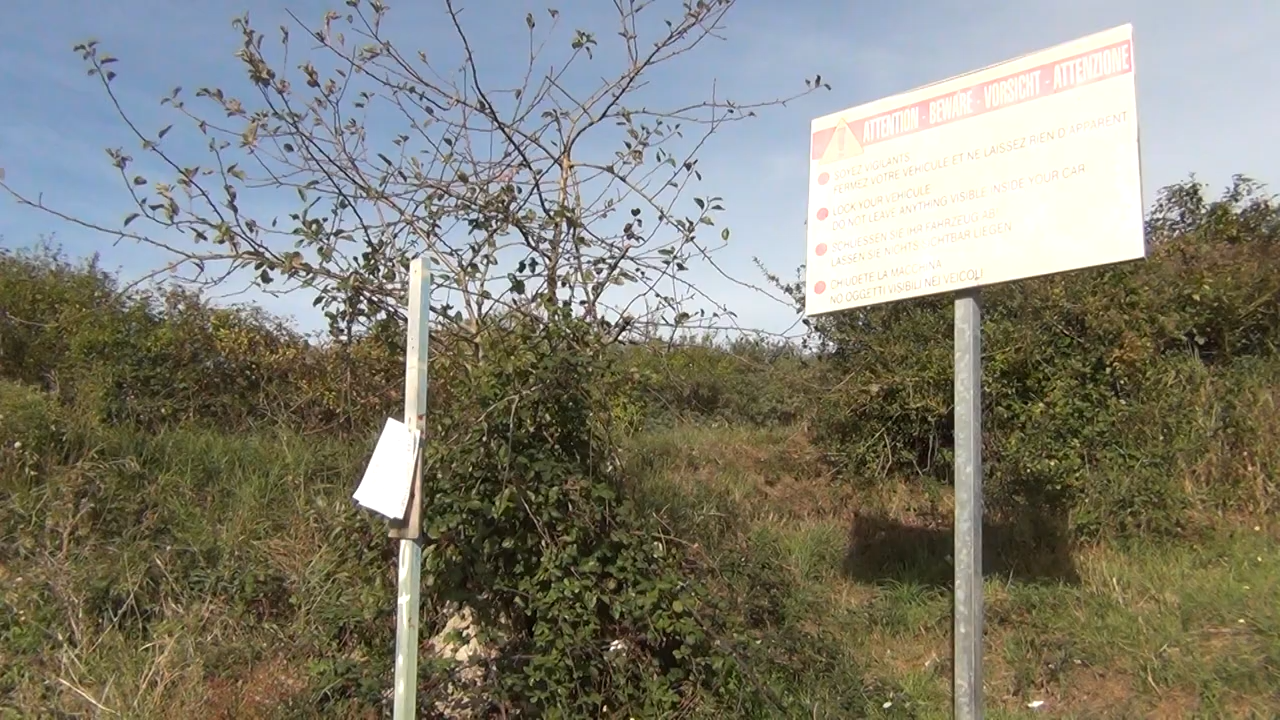 ATTENTION - BEWARE - VORSICHT - ATTENZIONE
SOYEZ VIGILANTS
FERMEZ VOTRE VEHICULE ET NE LAISSEZ RIEN D'APPARENT
LOCK YOUR VEHICULE
DO NOT LEAVE ANYTHING VISIBLE INSIDE YOUR CAR
SCHLIESSEN SIE IHR FAHRZEUG AB
LASSEN SIE NICHTS SICHTBAR LIEGEN
CHIUDETE LA MACCHINA
NO OGGETTI VISIBILI NEI VEICOLI